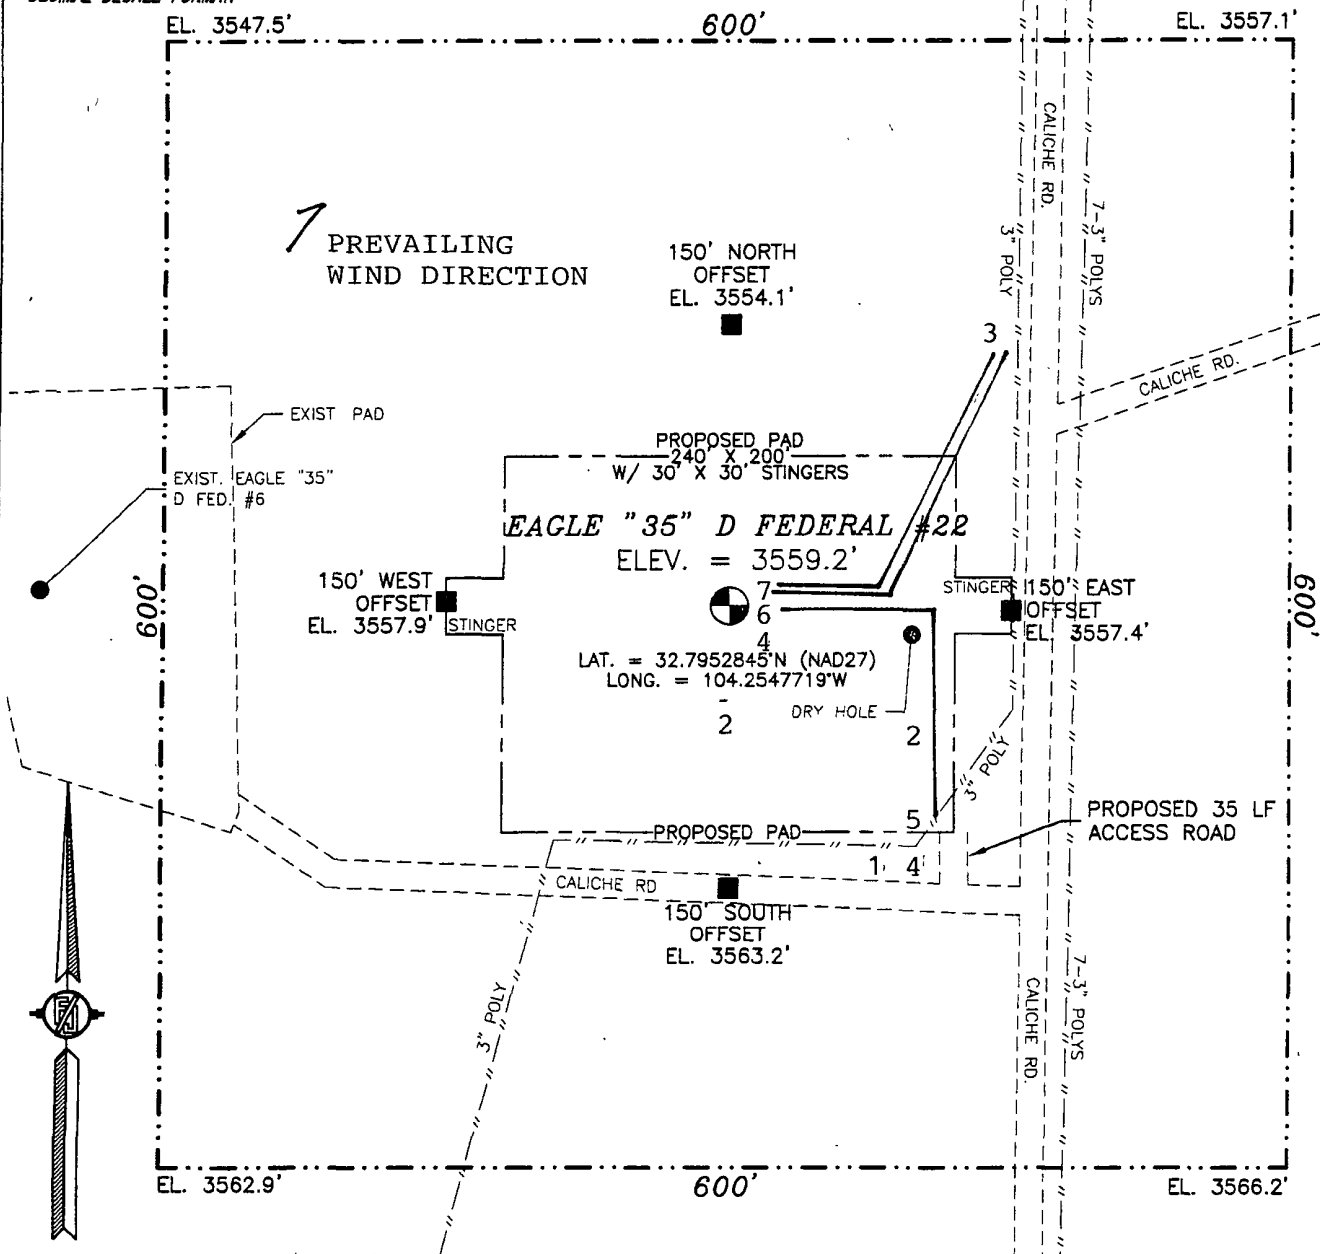 EL. 3547.5'
600'
EL. 3557.1'
CALICHE RD.
PREVAILING
WIND DIRECTION
150' NORTH
OFFSET
EL. 3554.1'
3" POLY
7-3" POLYS
3
CALICHE RD.
EXIST PAD
PROPOSED PAD
240' X 200'
W/ 30' X 30' STINGERS
EXIST. EAGLE "35"
D FED. #6
EAGLE "35" D FEDERAL #22
ELEV. = 3559.2'
600'
150' WEST
OFFSET
EL. 3557.9'
STINGER
7
6
4
STINGER
150' EAST
OFFSET
EL. 3557.4'
600'
LAT. = 32.7952845°N (NAD27)
LONG. = 104.2547719°W
DRY HOLE
2
2
3" POLY
5
PROPOSED PAD
PROPOSED 35 LF
ACCESS ROAD
1
4
CALICHE RD
150' SOUTH
OFFSET
EL. 3563.2'
3" POLY
CALICHE RD.
7-3" POLYS
EL. 3562.9'
600'
EL. 3566.2'